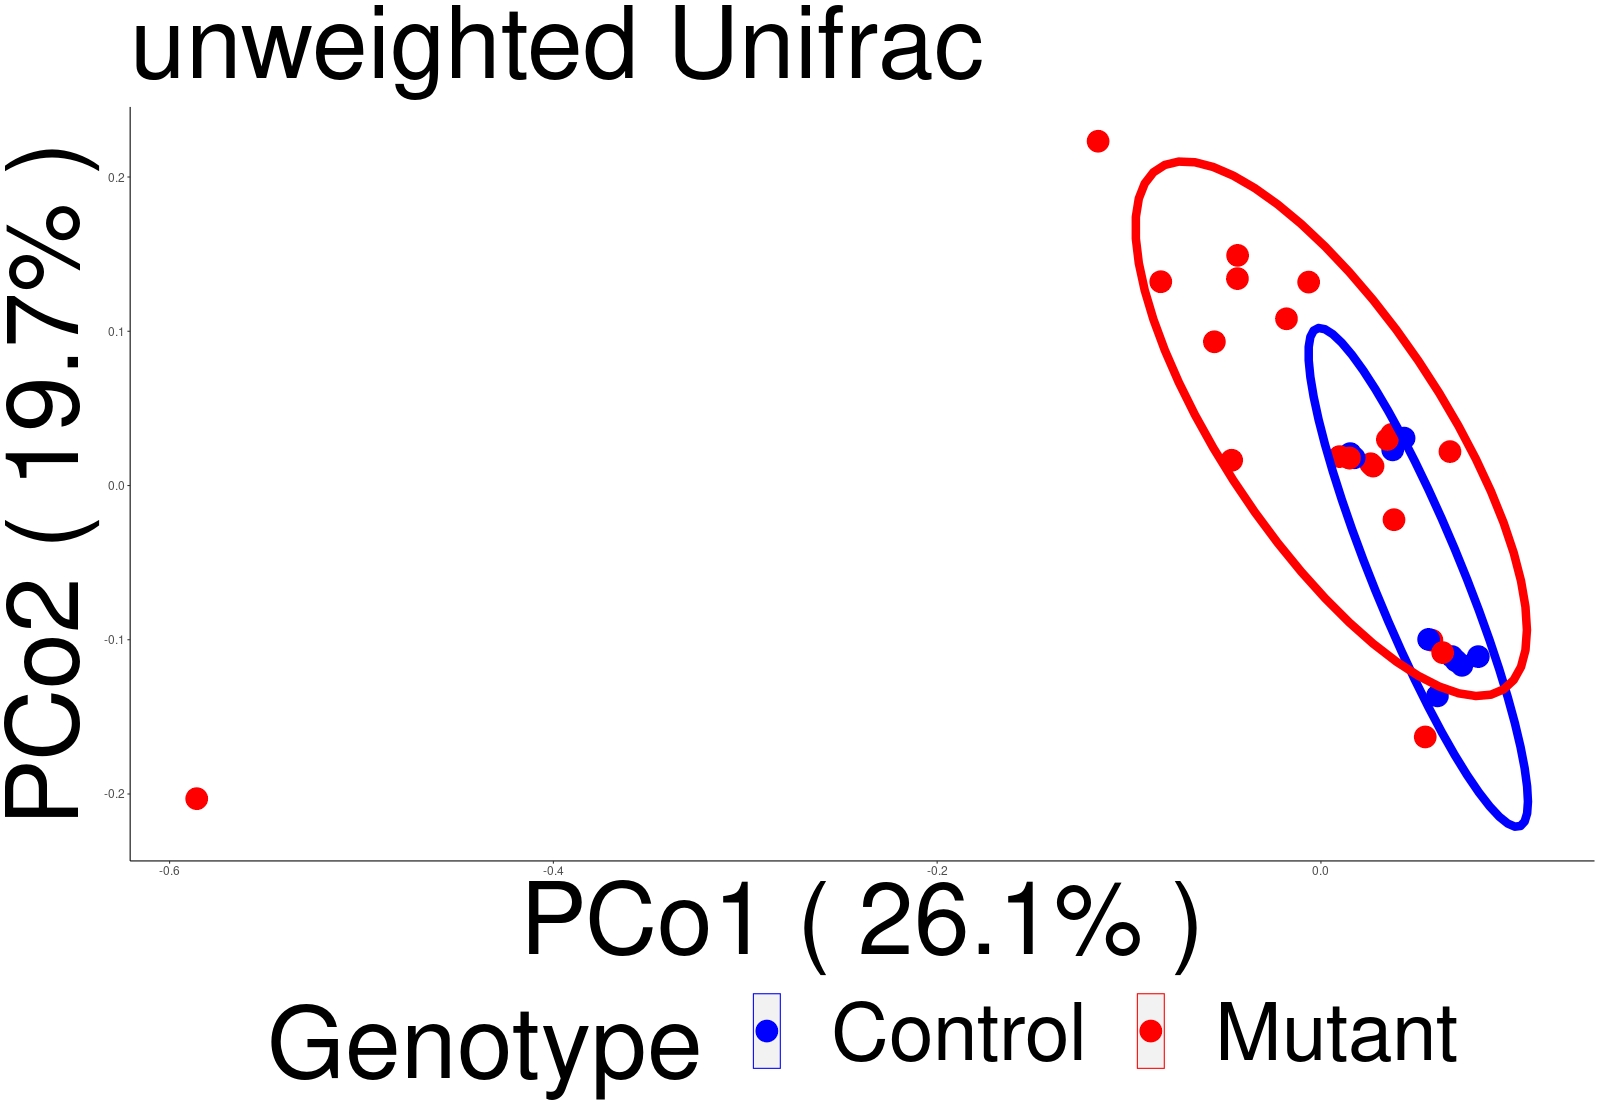 unweighted Unifrac
PCo2 ( 19.7% )
0.2
0.1
0.0
-0.1
-0.2
-0.6 -0.4 -0.2 0.0
PCo1 ( 26.1% )
Genotype Control Mutant